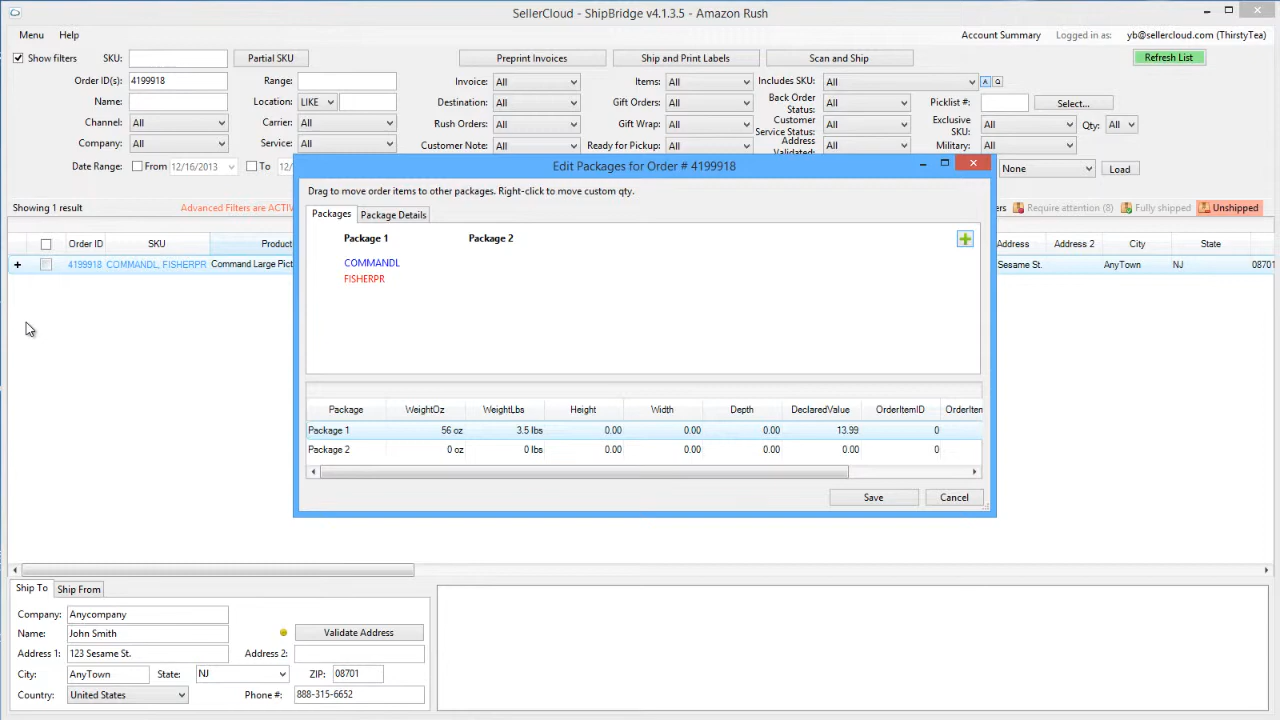 SellerCloud - ShipBridge v4.1.3.5 - Amazon Rush
Menu Help Account Summary Logged in as: yb@sellercloud.com (ThirstyTea)
Show filters SKU: Partial SKU Preprint Invoices Ship and Print Labels Scan and Ship Refresh List
Order ID(s): 4199918 Range: Invoice: All Items: All Includes SKU: All
Name: Location: LIKE Destination: All Gift Orders: All Back Order Status: All Picklist #: Select...
Channel: All Carrier: All Rush Orders: All Gift Wrap: All Customer Service Status: All Exclusive SKU: All Qty: All
Company: All Service: All Customer Note: All Ready for Pickup: All Address Validated: All Military: All
Date Range: From 12/16/2013 To 12/ None Load
Edit Packages for Order # 4199918
Drag to move order items to other packages. Right-click to move custom qty.
Showing 1 result Advanced Filters are ACTIV ers Require attention (8) Fully shipped Unshipped
Packages Package Details
Package 1 Package 2
Order ID SKU Product Address Address 2 City State
4199918 COMMANDL, FISHERPR Command Large Pict Sesame St. AnyTown NJ 08701
COMMANDL
FISHERPR
Package WeightOz WeightLbs Height Width Depth DeclaredValue OrderItemID OrderIten
Package 1 56 oz 3.5 lbs 0.00 0.00 0.00 13.99 0
Package 2 0 oz 0 lbs 0.00 0.00 0.00 0.00 0
Save Cancel
Ship To Ship From
Company: Anycompany
Name: John Smith Validate Address
Address 1: 123 Sesame St. Address 2:
City: AnyTown State: NJ ZIP: 08701
Country: United States Phone #: 888-315-6652